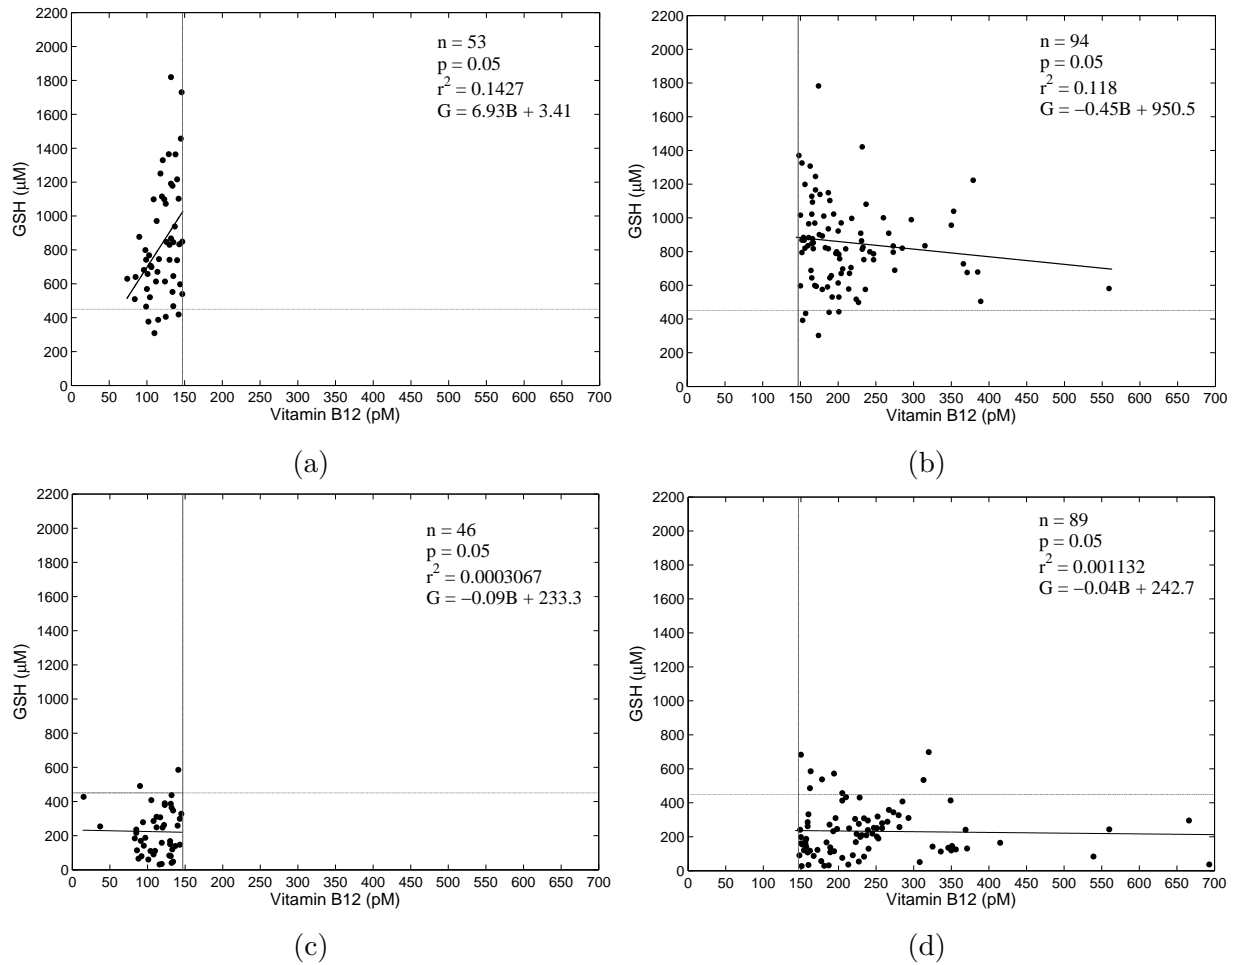 (a)
2200
2000
1800
1600
1400
1200
1000
800
600
400
200
0
GSH (μM)
n = 53
p = 0.05
r² = 0.1427
G = 6.93B + 3.41
0 50 100 150 200 250 300 350 400 450 500 550 600 700
Vitamin B12 (pM)
(a)
2200
2000
1800
1600
1400
1200
1000
800
600
400
200
0
GSH (μM)
n = 94
p = 0.05
r² = 0.118
G = −0.45B + 950.5
0 50 100 150 200 250 300 350 400 450 500 550 600 700
Vitamin B12 (pM)
(b)
2200
2000
1800
1600
1400
1200
1000
800
600
400
200
0
GSH (μM)
n = 46
p = 0.05
r² = 0.0003067
G = −0.09B + 233.3
0 50 100 150 200 250 300 350 400 450 500 550 600 700
Vitamin B12 (pM)
(c)
2200
2000
1800
1600
1400
1200
1000
800
600
400
200
0
GSH (μM)
n = 89
p = 0.05
r² = 0.001132
G = −0.04B + 242.7
0 50 100 150 200 250 300 350 400 450 500 550 600 700
Vitamin B12 (pM)
(d)